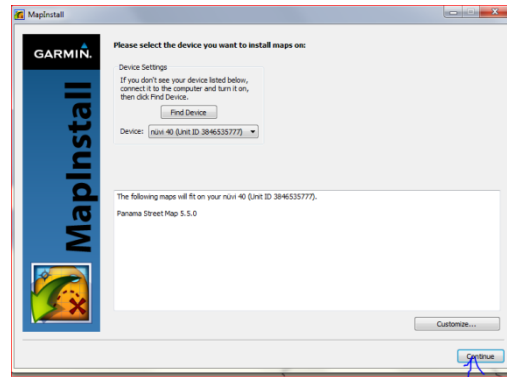 MapInstall
GARMIN.
MapInstall
Please select the device you want to install maps on:
Device Settings
If you don't see your device listed below,
connect it to the computer and turn it on,
then click Find Device.
Find Device
Device: nüvi 40 (Unit ID 3846535777)
The following maps will fit on your nüvi 40 (Unit ID 3846535777).
Panama Street Map 5.5.0
Customize...
Continue